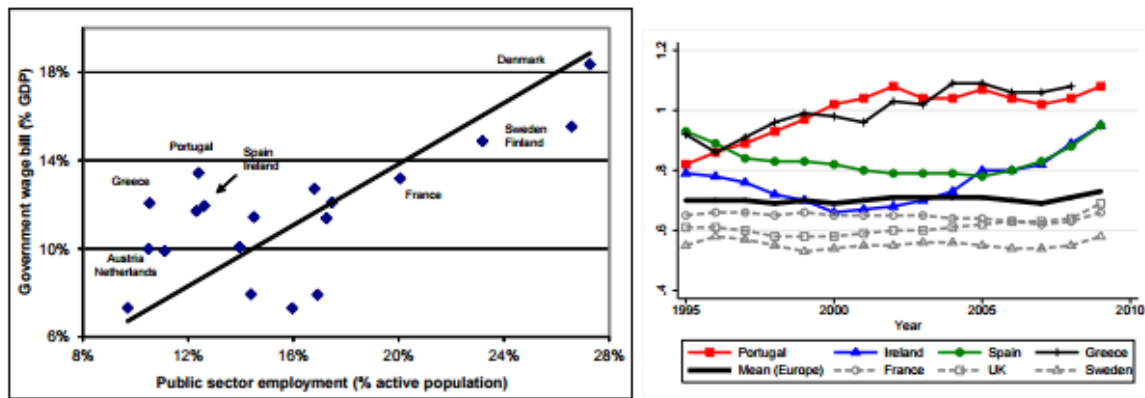 Government wage bill (% GDP)
18%
14%
10%
6%
Denmark
Portugal
Spain
Ireland
Sweden
Finland
Greece
France
Austria
Netherlands
8%
12%
16%
20%
24%
28%
Public sector employment (% active population)
1.2
1
.8
.6
.4
1995
2000
2005
2010
Year
Portugal
Ireland
Spain
Greece
Mean (Europe)
France
UK
Sweden